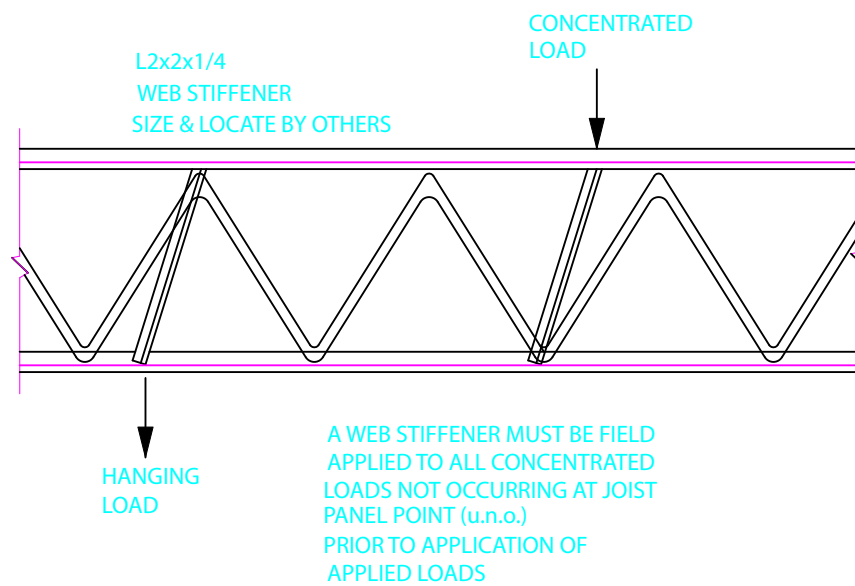 L2x2x1/4
WEB STIFFENER
SIZE & LOCATE BY OTHERS
CONCENTRATED
LOAD
HANGING
LOAD
A WEB STIFFENER MUST BE FIELD
APPLIED TO ALL CONCENTRATED
LOADS NOT OCCURRING AT JOIST
PANEL POINT (u.n.o.)
PRIOR TO APPLICATION OF
APPLIED LOADS